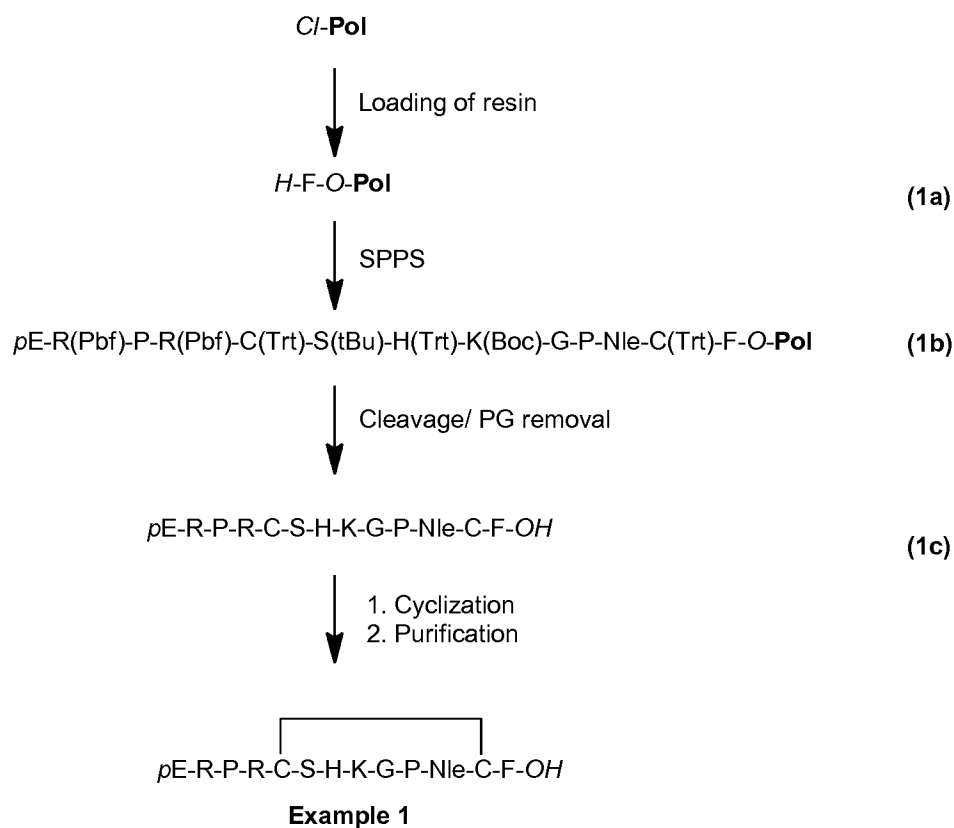 Cl-Pol
Loading of resin
H-F-O-Pol
(1a)
SPPS
pE-R(Pbf)-P-R(Pbf)-C(Trt)-S(tBu)-H(Trt)-K(Boc)-G-P-Nle-C(Trt)-F-O-Pol
(1b)
Cleavage/ PG removal
pE-R-P-R-C-S-H-K-G-P-Nle-C-F-OH
(1c)
1. Cyclization
2. Purification
pE-R-P-R-C-S-H-K-G-P-Nle-C-F-OH
Example 1